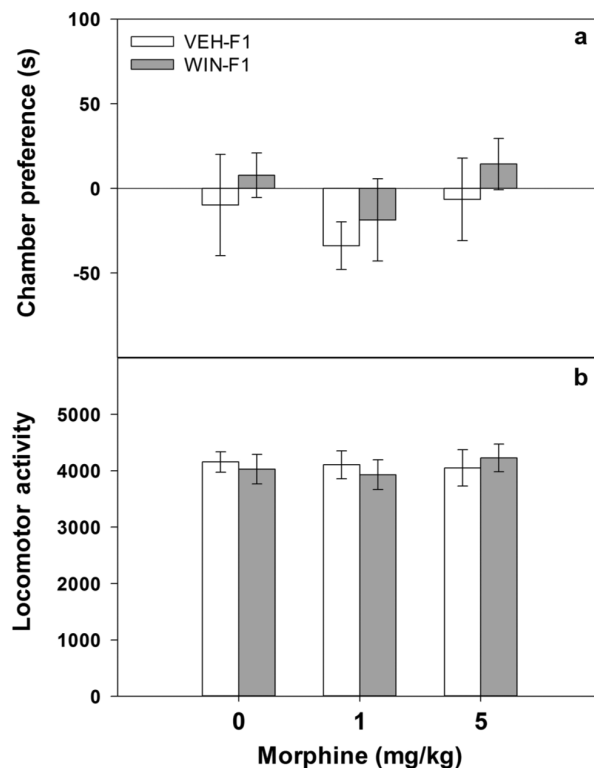 100
a
VEH-F1
WIN-F1
50
0
-50
Chamber preference (s)
b
5000
4000
3000
2000
1000
0
Locomotor activity
0 1 5
Morphine (mg/kg)